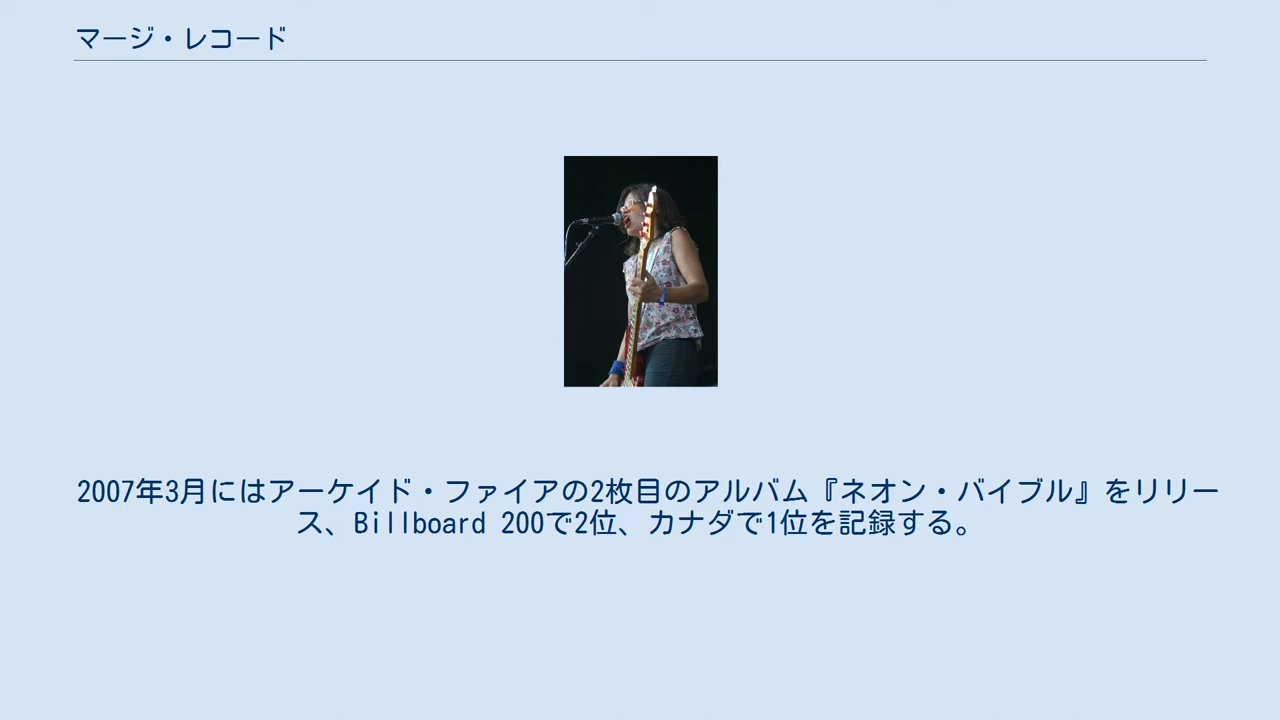 マージ・レコード
2007年3月にはアーケイド・ファイアの2枚目のアルバム『ネオン・バイブル』をリリー
ス、Billboard 200で2位、カナダで1位を記録する。